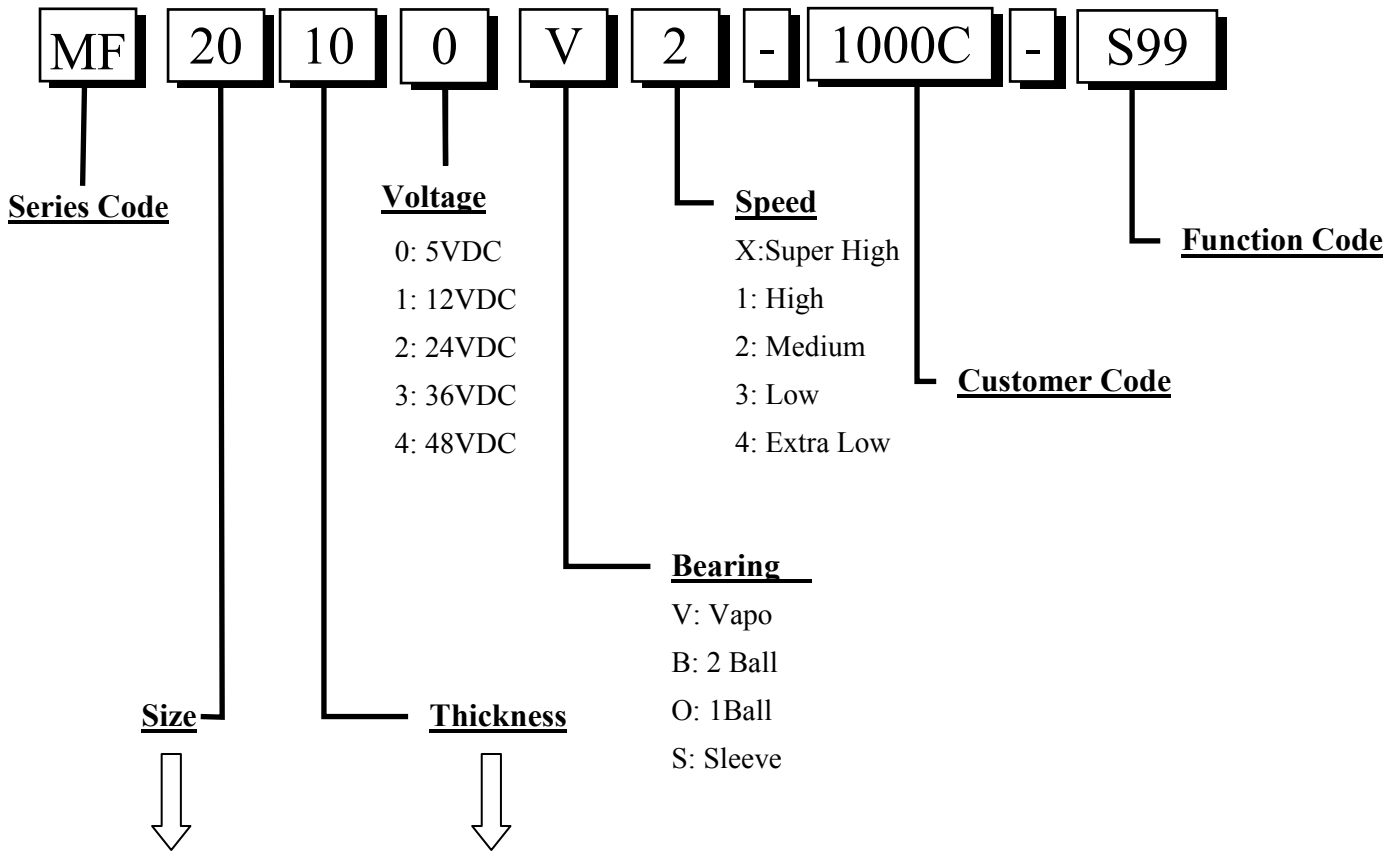 MF 20 10 0 V 2 - 1000C - S99
Series Code
Voltage
0: 5VDC
1: 12VDC
2: 24VDC
3: 36VDC
4: 48VDC
Speed
X:Super High
1: High
2: Medium
3: Low
4: Extra Low
Function Code
Customer Code
Bearing
V: Vapo
B: 2 Ball
O: 1Ball
S: Sleeve
Size
Thickness